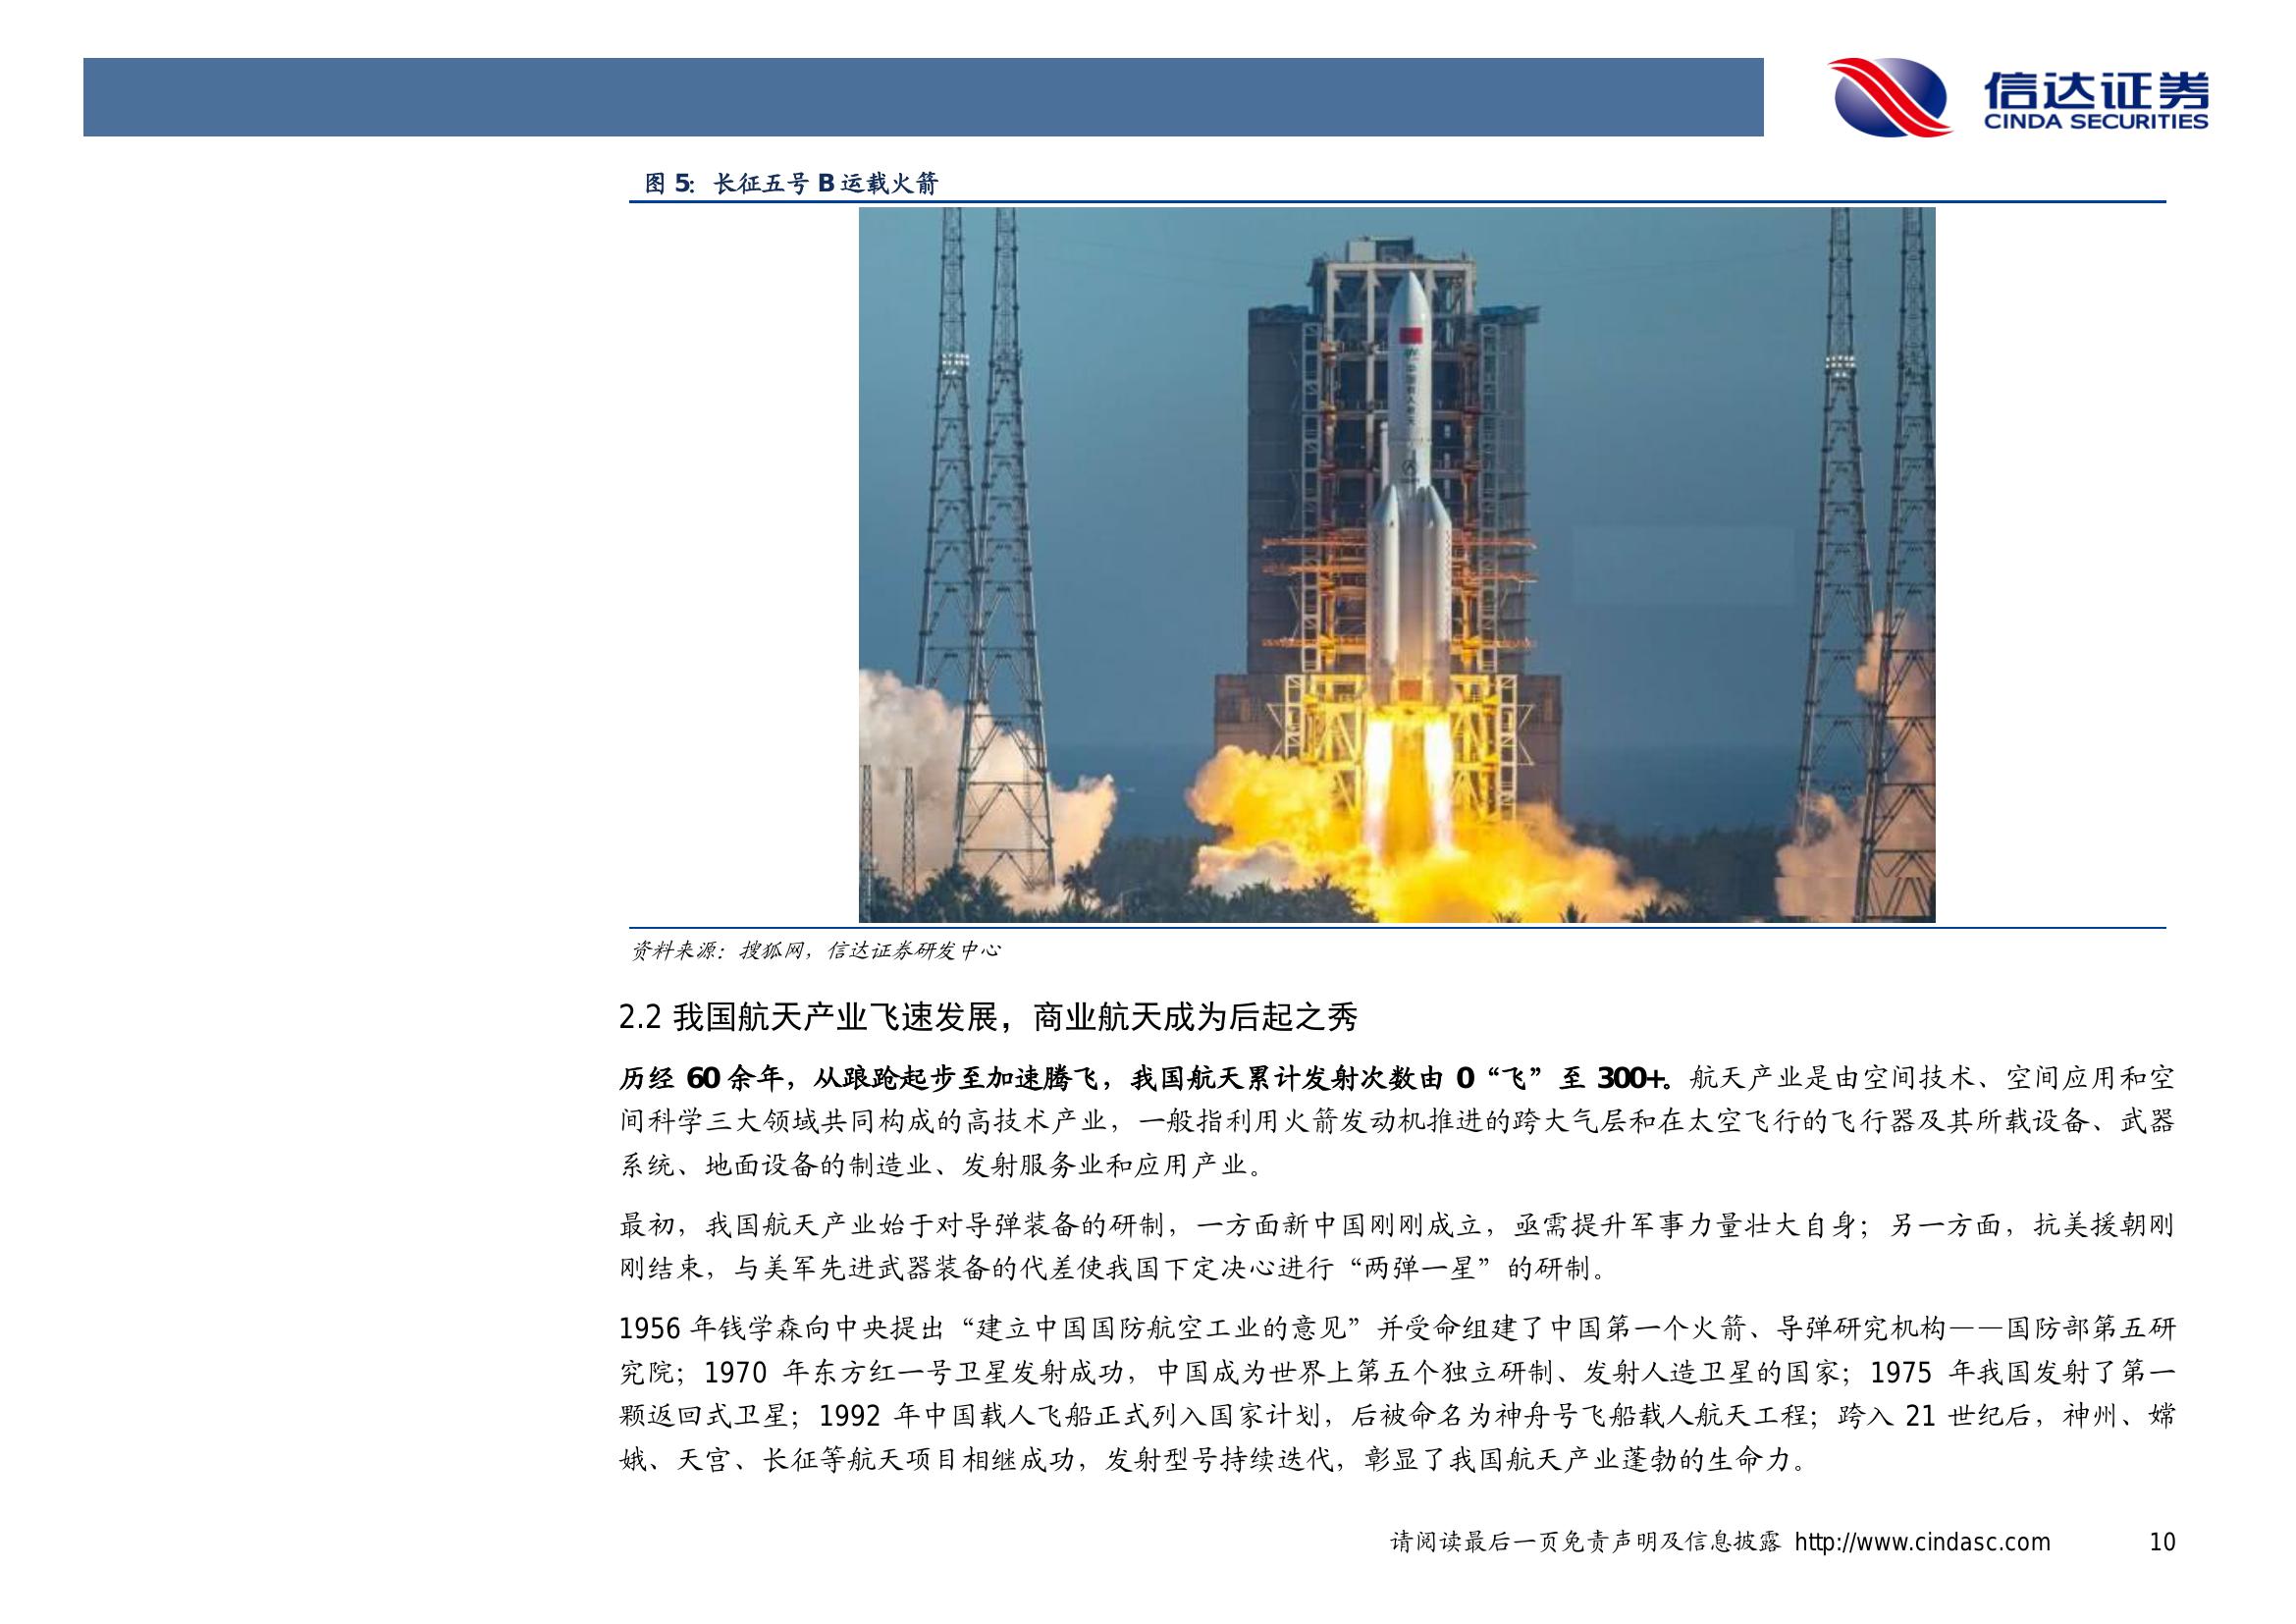 信达证券
CINDA SECURITIES
图 5：长征五号 B 运载火箭
资料来源：搜狐网，信达证券研发中心
2.2 我国航天产业飞速发展，商业航天成为后起之秀
历经 60 余年，从踉跄起步至加速腾飞，我国航天累计发射次数由 0“飞”至 300+。航天产业是由空间技术、空间应用和空
间科学三大领域共同构成的高技术产业，一般指利用火箭发动机推进的跨大气层和在太空飞行的飞行器及其所载设备、武器
系统、地面设备的制造业、发射服务业和应用产业。
最初，我国航天产业始于对导弹装备的研制，一方面新中国刚刚成立，亟需提升军事力量壮大自身；另一方面，抗美援朝刚
刚结束，与美军先进武器装备的代差使我国下定决心进行“两弹一星”的研制。
1956 年钱学森向中央提出“建立中国国防航空工业的意见”并受命组建了中国第一个火箭、导弹研究机构——国防部第五研
究院；1970 年东方红一号卫星发射成功，中国成为世界上第五个独立研制、发射人造卫星的国家；1975 年我国发射了第一
颗返回式卫星；1992 年中国载人飞船正式列入国家计划，后被命名为神舟号飞船载人航天工程；跨入 21 世纪后，神州、嫦
娥、天宫、长征等航天项目相继成功，发射型号持续迭代，彰显了我国航天产业蓬勃的生命力。
请阅读最后一页免责声明及信息披露 http://www.cindasc.com 10